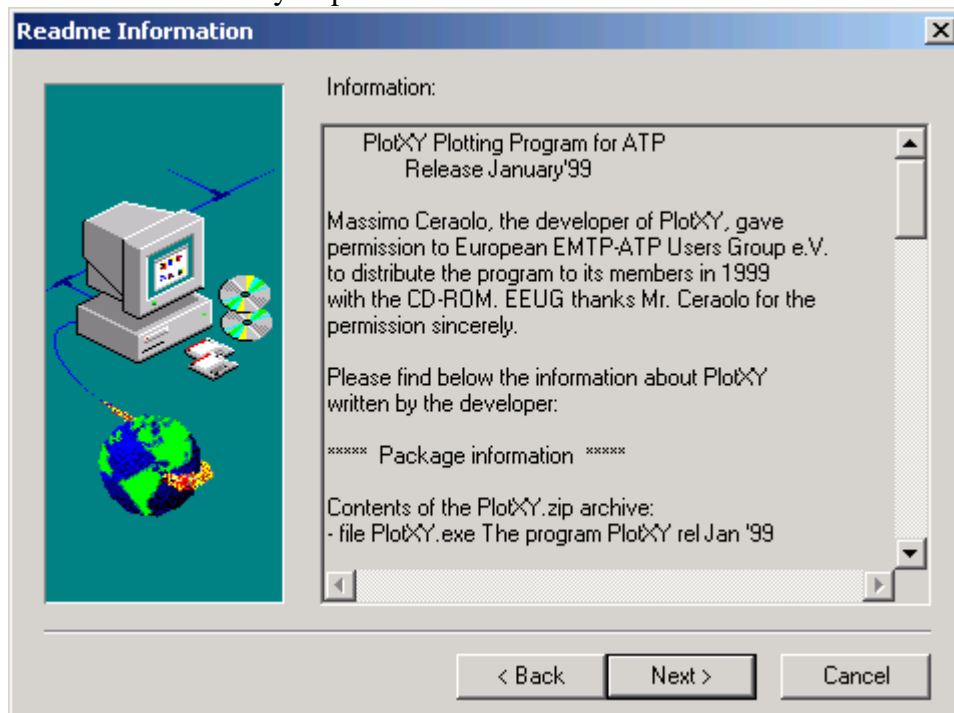 Readme Information
Information:
PlotXY Plotting Program for ATP
Release January'99
Massimo Ceraolo, the developer of PlotXY, gave
permission to European EMTP-ATP Users Group e.V.
to distribute the program to its members in 1999
with the CD-ROM. EEUG thanks Mr. Ceraolo for the
permission sincerely.
Please find below the information about PlotXY
written by the developer:
***** Package information *****
Contents of the PlotXY.zip archive:
- file PlotXY.exe The program PlotXY rel Jan '99
< Back
Next >
Cancel